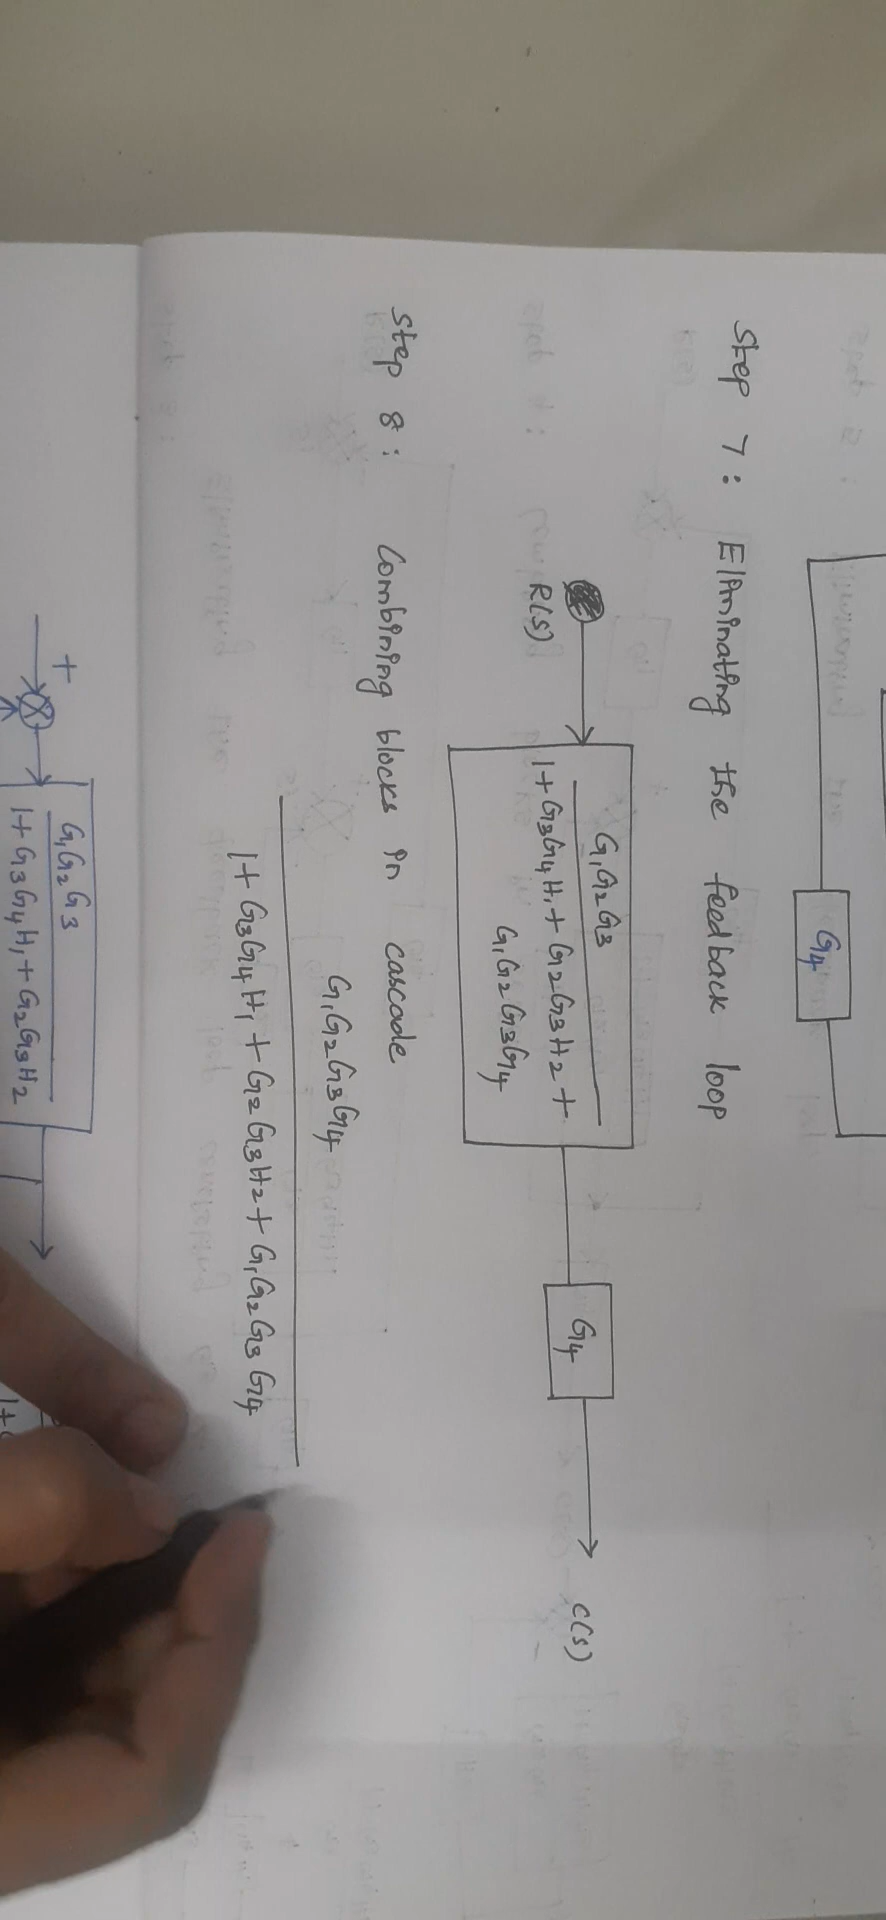 G4
Step 7: Eliminating the feedback loop
G1G2G3
1+G3G4H1+G2G3H2+
G1G2G3G4
G4
R(s)
C(s)
Step 8: Combining blocks in cascade
G1G2G3G4
1+G3G4H1+G2G3H2+G1G2G3G4
+
G1G2G3
1+G3G4H1+G2G3H2